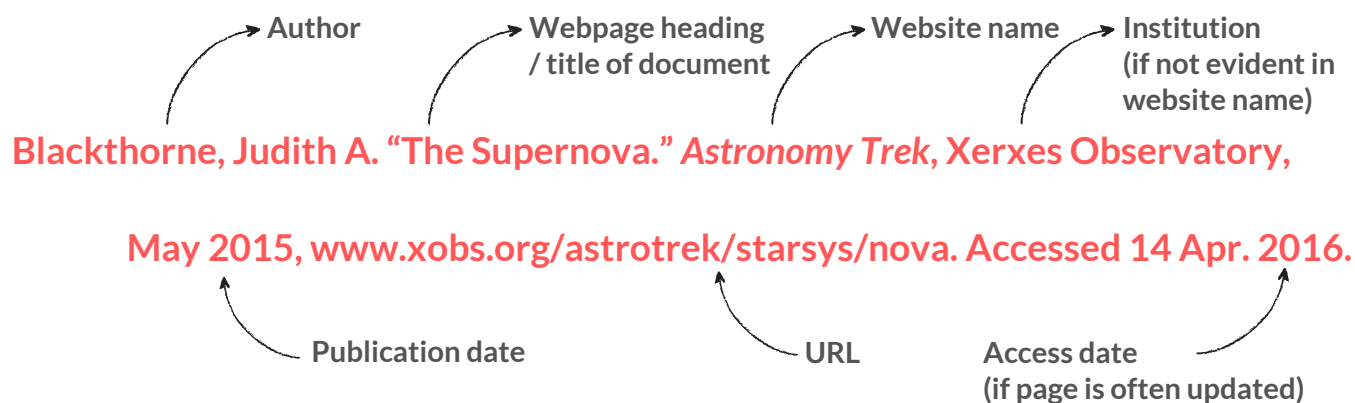 Author
Webpage heading
/ title of document
Website name
Institution
(if not evident in
website name)
Blackthorne, Judith A. “The Supernova.” Astronomy Trek, Xerxes Observatory,
May 2015, www.xobs.org/astrotrek/starsys/nova. Accessed 14 Apr. 2016.
Publication date
URL
Access date
(if page is often updated)